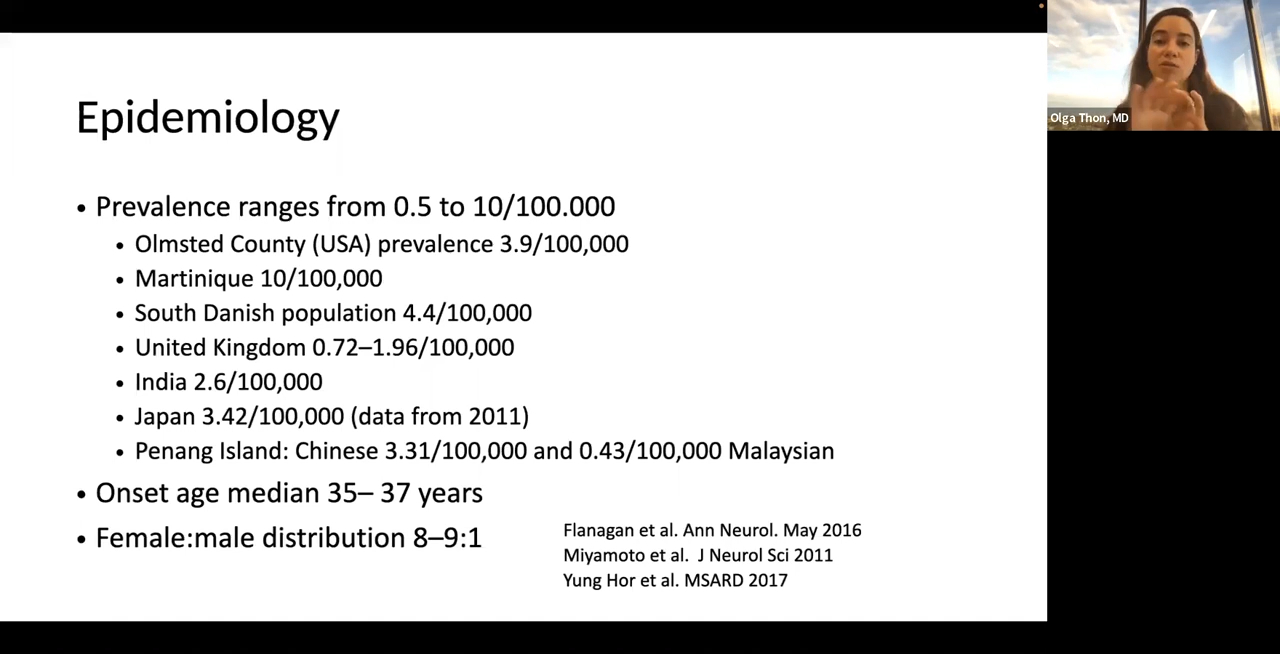 Epidemiology
• Prevalence ranges from 0.5 to 10/100.000
• Olmsted County (USA) prevalence 3.9/100,000
• Martinique 10/100,000
• South Danish population 4.4/100,000
• United Kingdom 0.72–1.96/100,000
• India 2.6/100,000
• Japan 3.42/100,000 (data from 2011)
• Penang Island: Chinese 3.31/100,000 and 0.43/100,000 Malaysian
• Onset age median 35– 37 years
• Female:male distribution 8–9:1
Flanagan et al. Ann Neurol. May 2016
Miyamoto et al.  J Neurol Sci 2011
Yung Hor et al. MSARD 2017
Olga Thon, MD